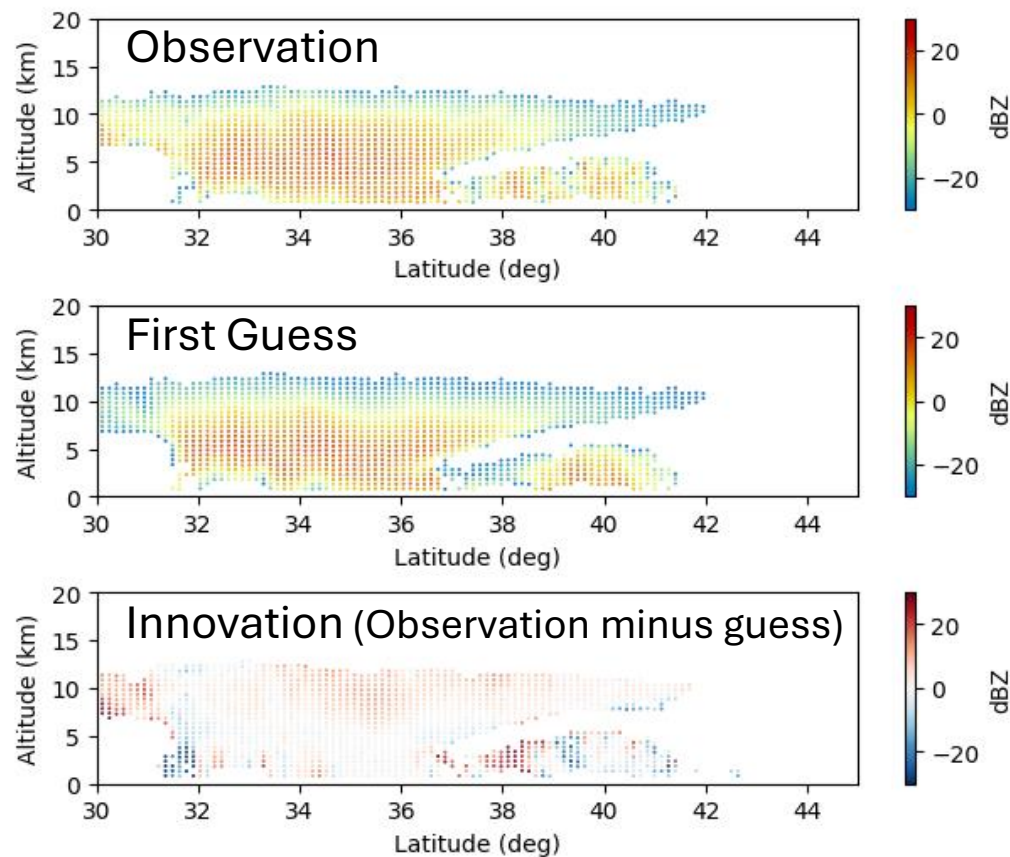 Observation
20
15
10
5
0
Altitude (km)
30 32 34 36 38 40 42 44
Latitude (deg)
20
0
−20
dBZ
First Guess
20
15
10
5
0
Altitude (km)
30 32 34 36 38 40 42 44
Latitude (deg)
20
0
−20
dBZ
Innovation (Observation minus guess)
20
15
10
5
0
Altitude (km)
30 32 34 36 38 40 42 44
Latitude (deg)
20
0
−20
dBZ